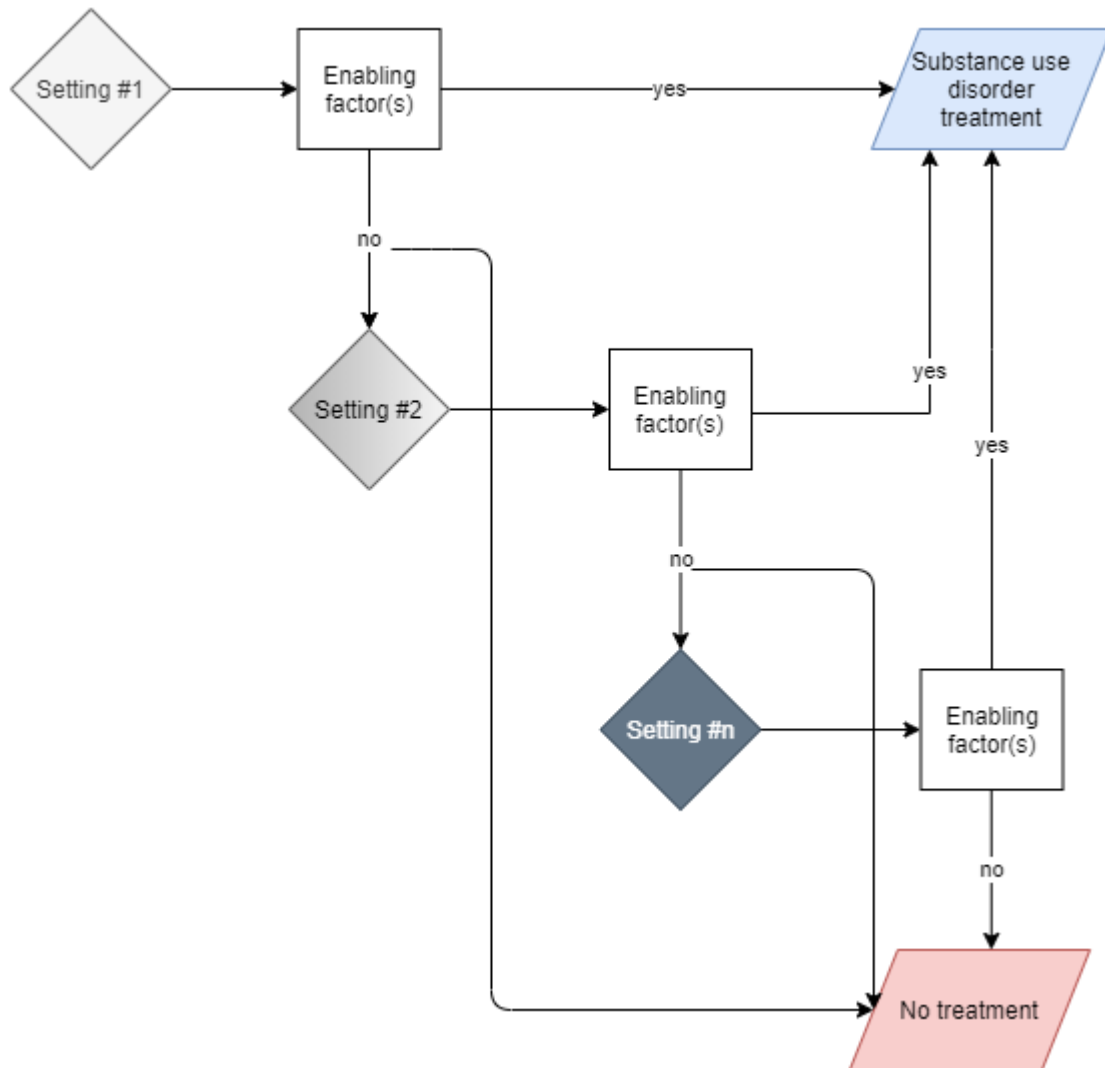 Setting #1
Enabling
factor(s)
yes
Substance use
disorder
treatment
no
Setting #2
Enabling
factor(s)
yes
yes
no
Setting #n
Enabling
factor(s)
no
No treatment